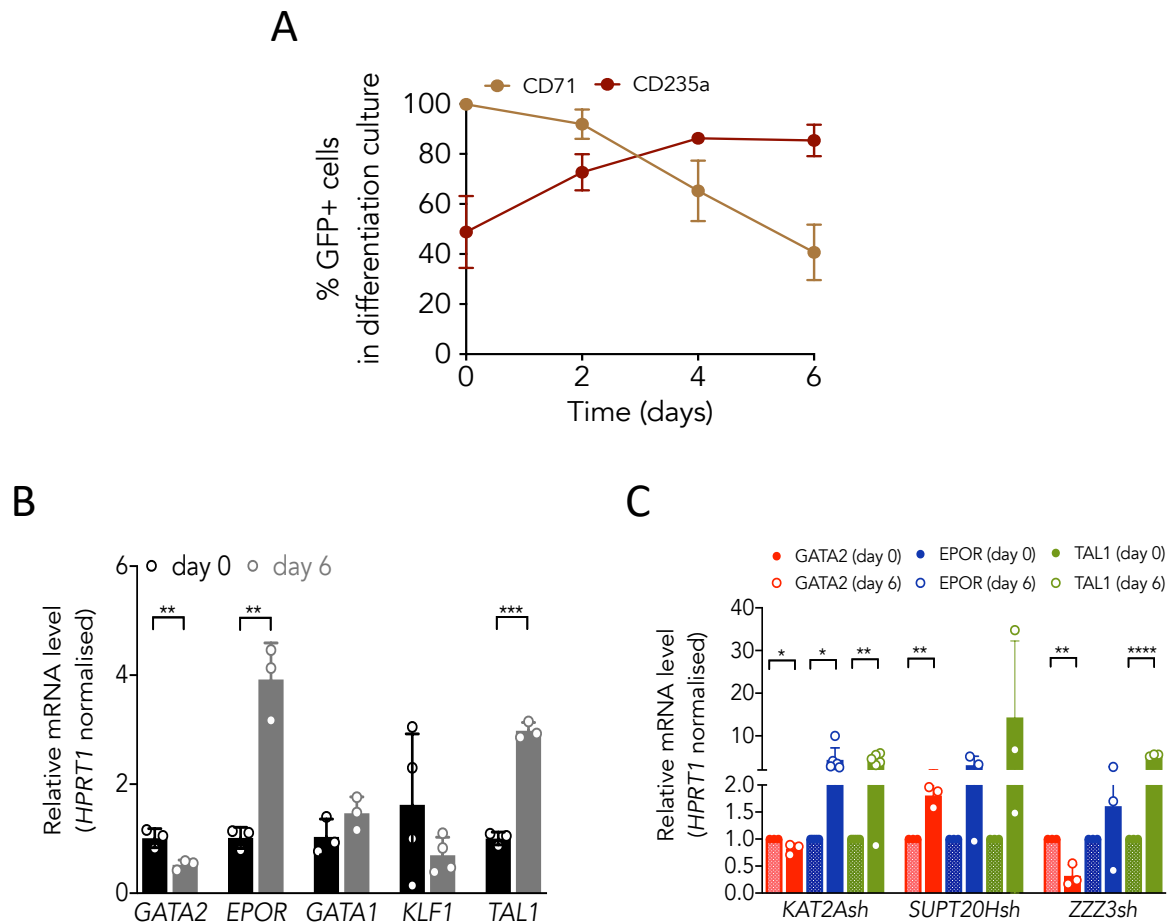 A
CD71 CD235a
% GFP+ cells
in differentiation culture
100
80
60
40
20
0
0 2 4 6
Time (days)
B
day 0 day 6
Relative mRNA level
(HPRT1 normalised)
6
4
2
0
** ** ***
GATA2 EPOR GATA1 KLF1 TAL1
C
GATA2 (day 0) EPOR (day 0) TAL1 (day 0)
GATA2 (day 6) EPOR (day 6) TAL1 (day 6)
Relative mRNA level
(HPRT1 normalised)
40
30
20
10
2.0
1.5
1.0
0.5
0.0
* * ** ** ** ****
KAT2Ash SUPT20Hsh ZZZ3sh